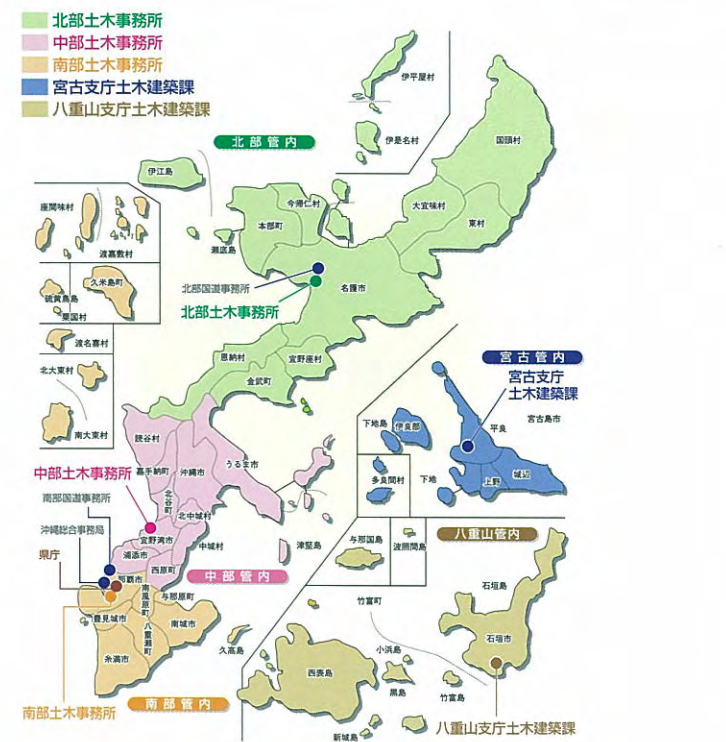 北部土木事務所
中部土木事務所
南部土木事務所
宮古支庁土木建築課
八重山支庁土木建築課
伊平屋村
伊是名村
国頭村
北部管内
伊江島
今帰仁村
本部町
大宜味村
東村
瀬底島
座間味村
渡嘉敷村
北部国道事務所
名護市
久米島町
硫黄鳥島
粟国村
北部土木事務所
渡名喜村
恩納村
宜野座村
金武町
北大東村
南大東村
宮古管内
宮古支庁
土木建築課
下地島
伊良部
平良
宮古島市
読谷村
うるま市
嘉手納町
沖縄市
中部土木事務所
多良間村
下地
上野
城辺
南部国道事務所
北谷町
北中城村
沖縄総合事務局
宜野湾市
中城村
津堅島
与那国島
波照間島
八重山管内
県庁
浦添市
西原町
中部管内
那覇市
南風原町
与那原町
石垣島
竹富町
豊見城市
八重瀬町
南城市
久高島
小浜島
石垣市
糸満市
西表島
黒島
竹富島
南部管内
南部土木事務所
新城島
八重山支庁土木建築課